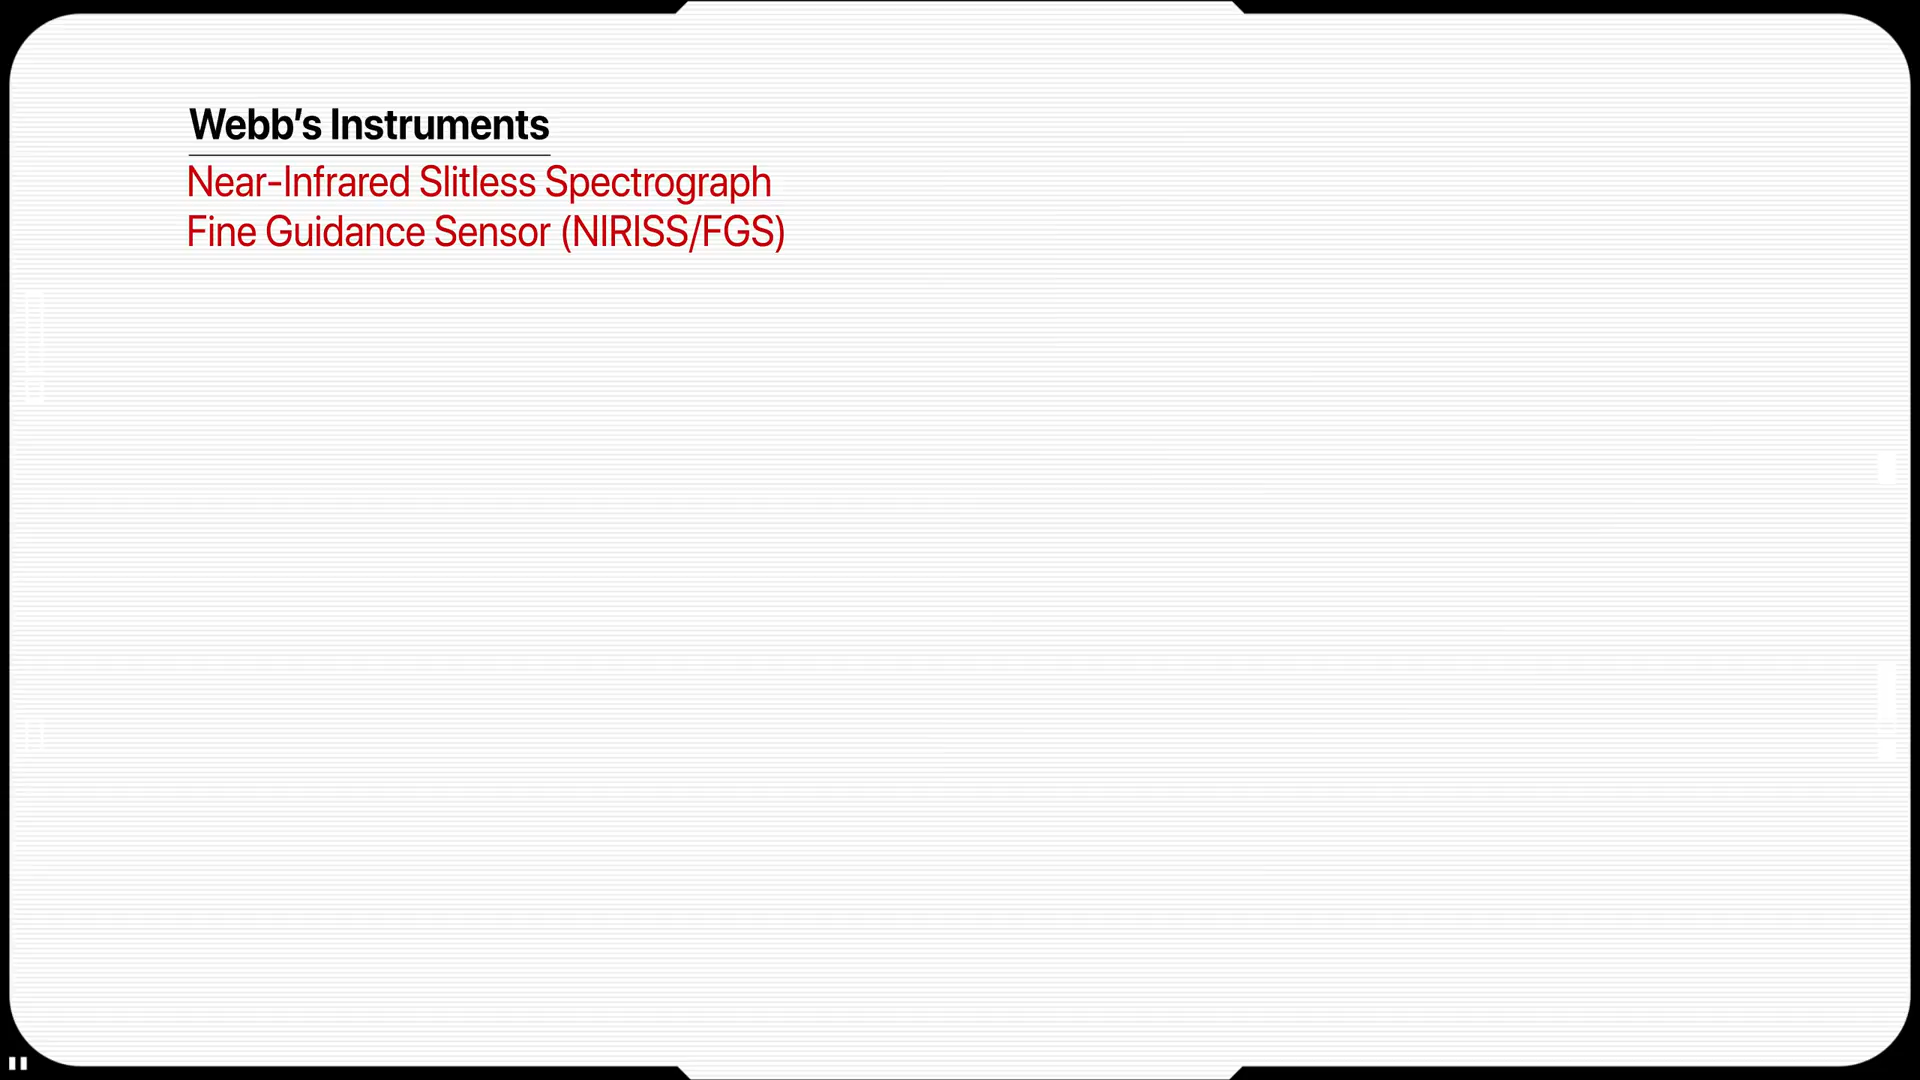 Webb’s Instruments
Near-Infrared Slitless Spectrograph
Fine Guidance Sensor (NIRISS/FGS)